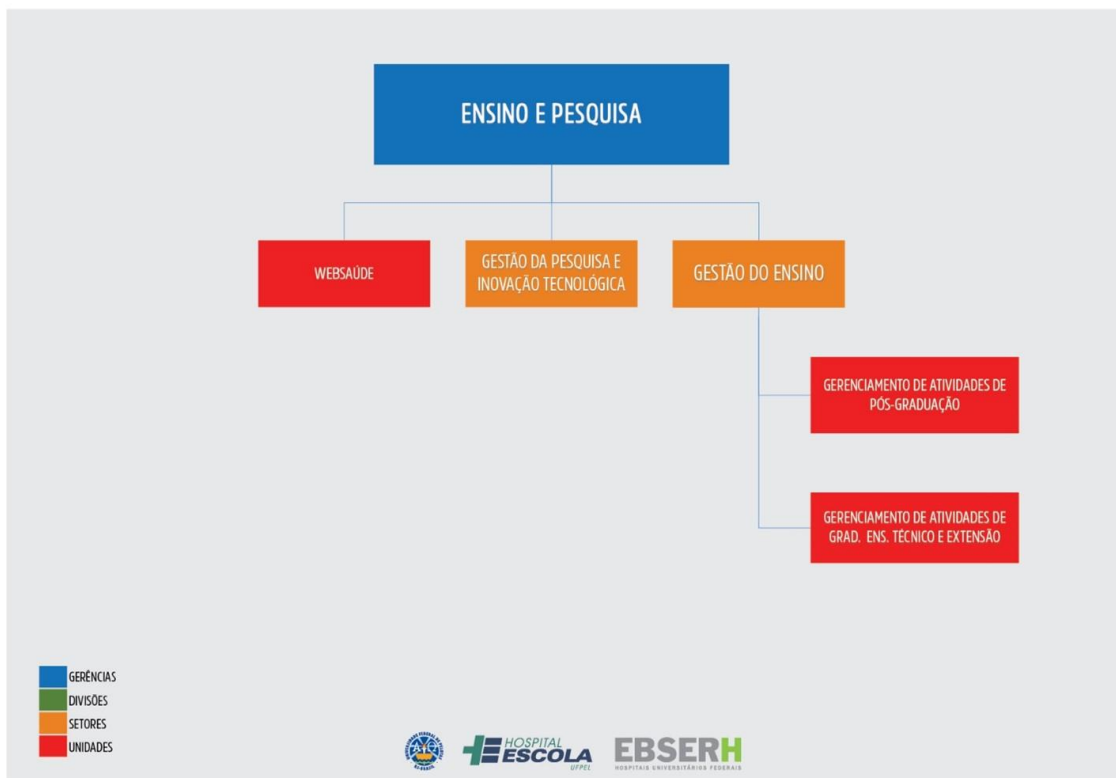 ENSINO E PESQUISA
WEBSAÚDE
GESTÃO DA PESQUISA E
INOVAÇÃO TECNOLÓGICA
GESTÃO DO ENSINO
GERENCIAMENTO DE ATIVIDADES DE
PÓS-GRADUAÇÃO
GERENCIAMENTO DE ATIVIDADES DE
GRAD. ENS. TÉCNICO E EXTENSÃO
GERÊNCIAS
DIVISÕES
SETORES
UNIDADES
HOSPITAL
ESCOLA
UFPEL
EBSERH
HOSPITAIS UNIVERSITÁRIOS FEDERAIS